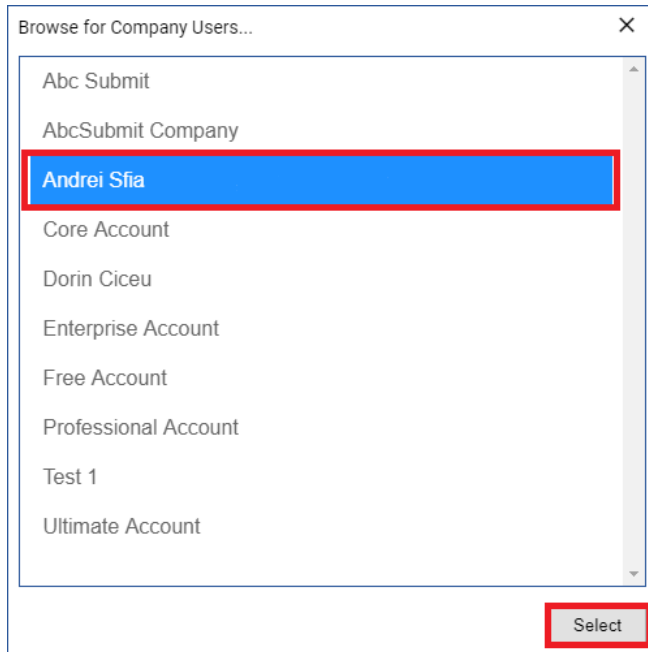 Browse for Company Users...
Abc Submit
AbcSubmit Company
Andrei Sfia
Core Account
Dorin Ciceu
Enterprise Account
Free Account
Professional Account
Test 1
Ultimate Account
Select